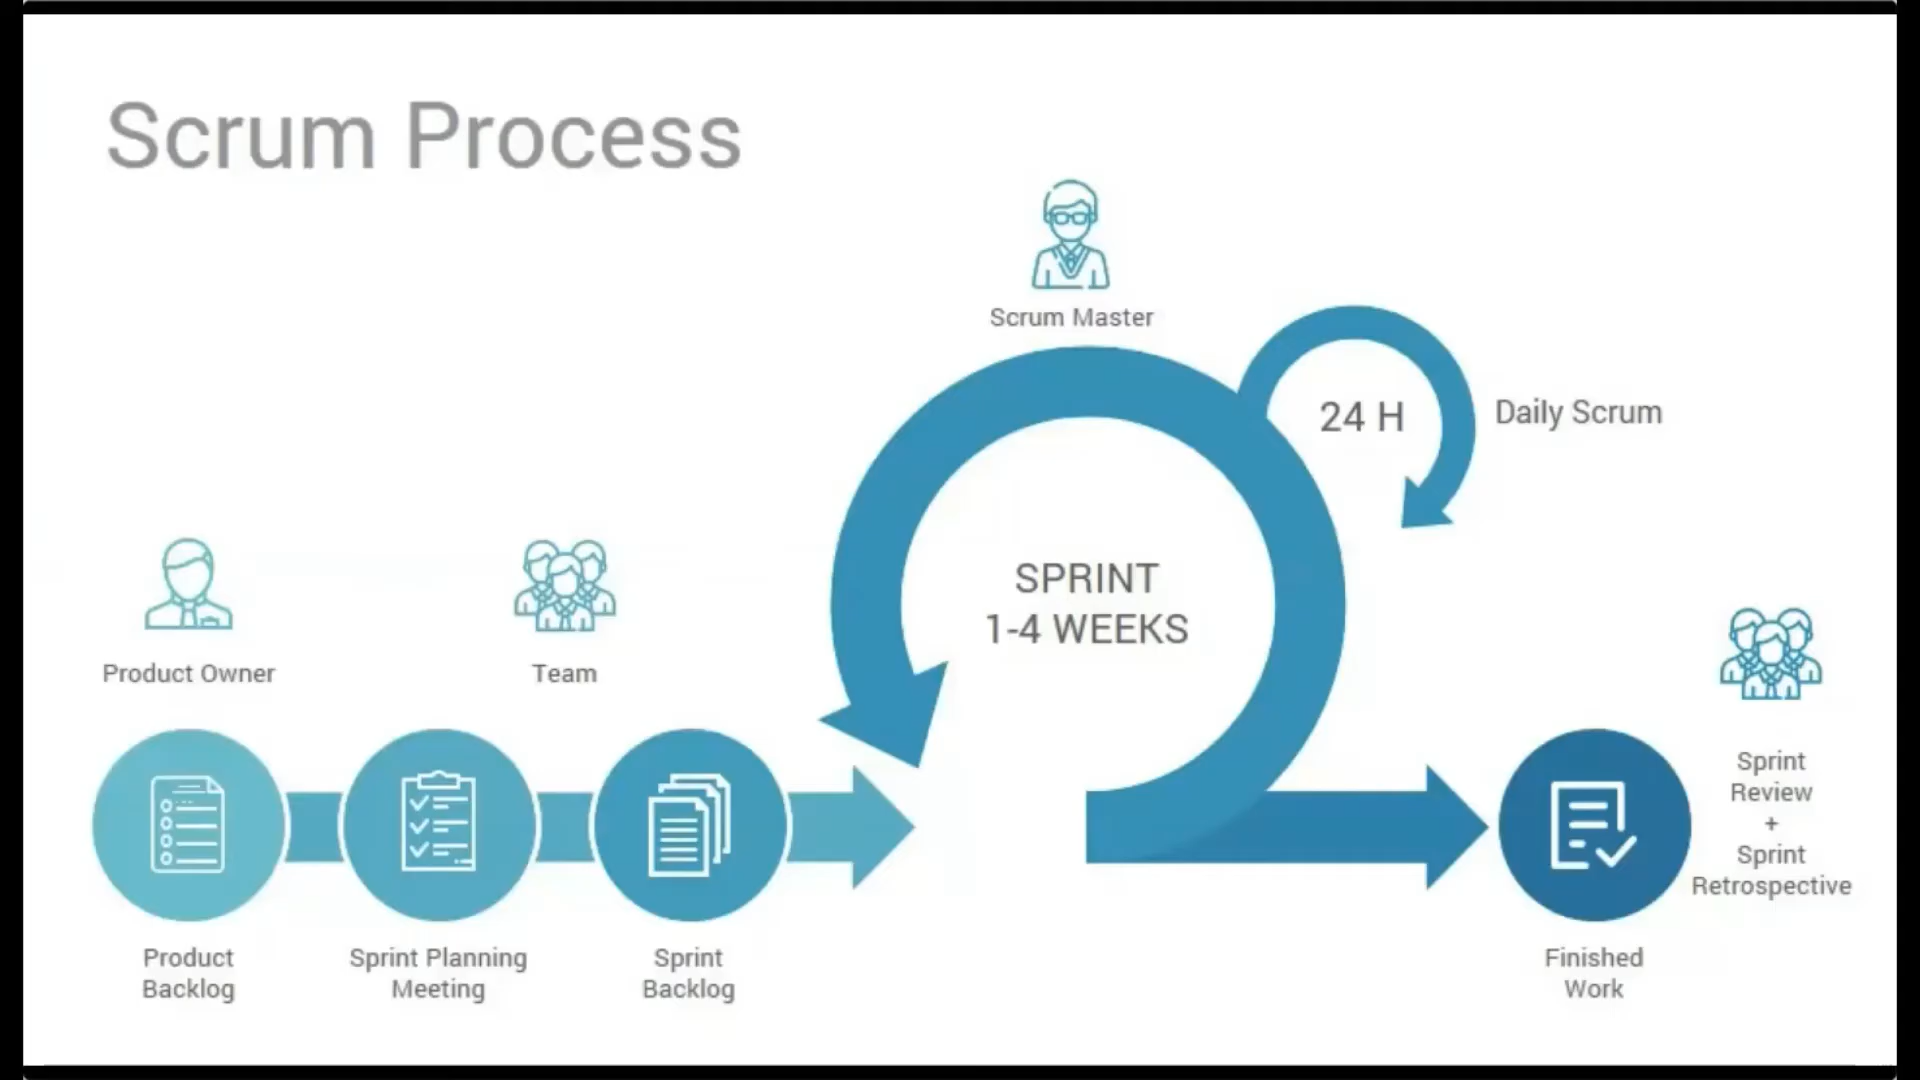 Scrum Process
Scrum Master
24 H
Daily Scrum
SPRINT
1-4 WEEKS
Product Owner
Team
Sprint
Review
+
Sprint
Retrospective
Product
Backlog
Sprint Planning
Meeting
Sprint
Backlog
Finished
Work